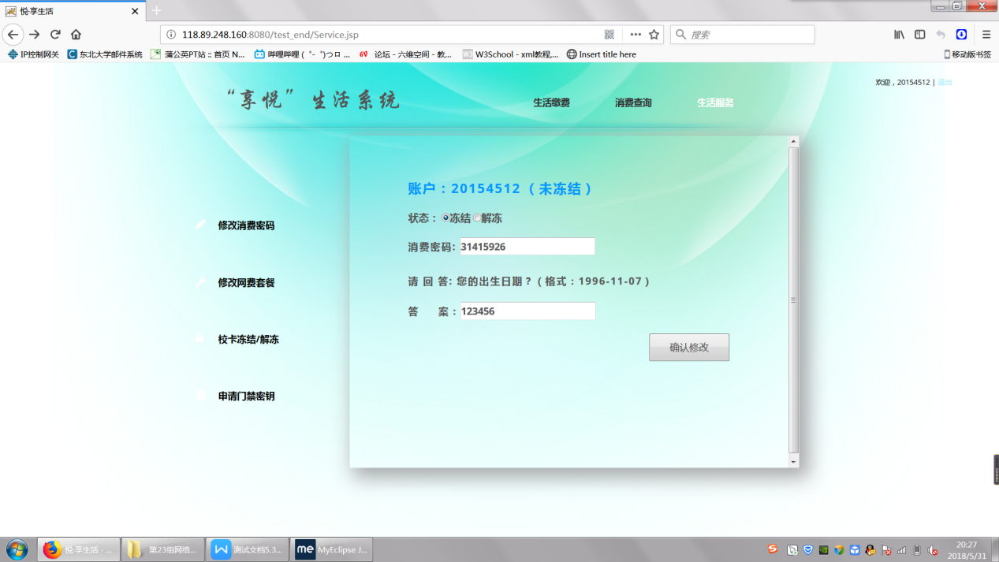 悦·享生活
118.89.248.160:8080/test_end/Service.jsp
搜索
IP控制网关 东北大学邮件系统 蒲公英PT站 :: 首页 N... 哔哩哔哩 ( ゜- ゜)つロ ... 论坛 - 六维空间 - 教... W3School - xml教程,... Insert title here 移动版书签
欢迎，20154512 | 退出
“享悦”生活系统
生活缴费 消费查询 生活服务
账户：20154512（未冻结）
状态： 冻结 解冻
修改消费密码
消费密码: 31415926
请 回 答: 您的出生日期？（格式：1996-11-07）
修改网费套餐
答 案： 123456
校卡冻结/解冻
确认修改
申请门禁密钥
悦·享生活 - ... 第23组网络... 测试文档5.3... MyEclipse J...
20:27
2018/5/31